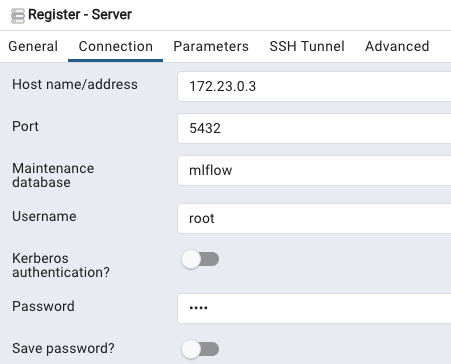 Register - Server
General Connection Parameters SSH Tunnel Advanced
Host name/address 172.23.0.3
Port 5432
Maintenance
database mlflow
Username root
Kerberos
authentication?
Password ••••
Save password?